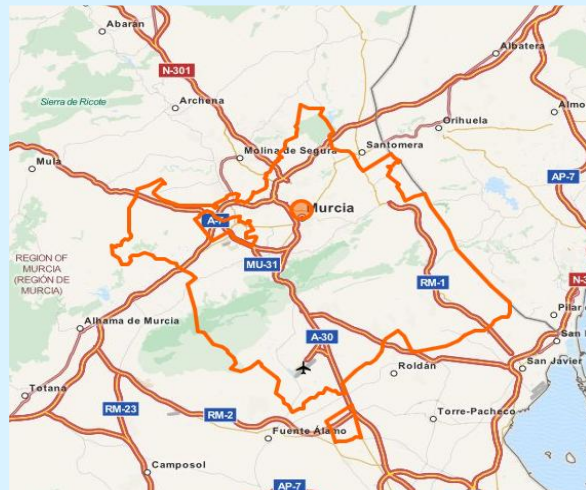 Abarán
Albatera
N-301
Sierra de Ricote
Archena
Almo
Orihuela
Santomera
Molina de Segura
Mula
AP-7
Murcia
A-7
REGION OF
MURCIA
(REGIÓN DE
MURCIA)
MU-31
RM-1
N-3
Pilar
Alhama de Murcia
A-30
San
San Javier
Roldán
Totana
RM-23
RM-2
Torre-Pacheco
Fuente Álamo
Camposol
AP-7